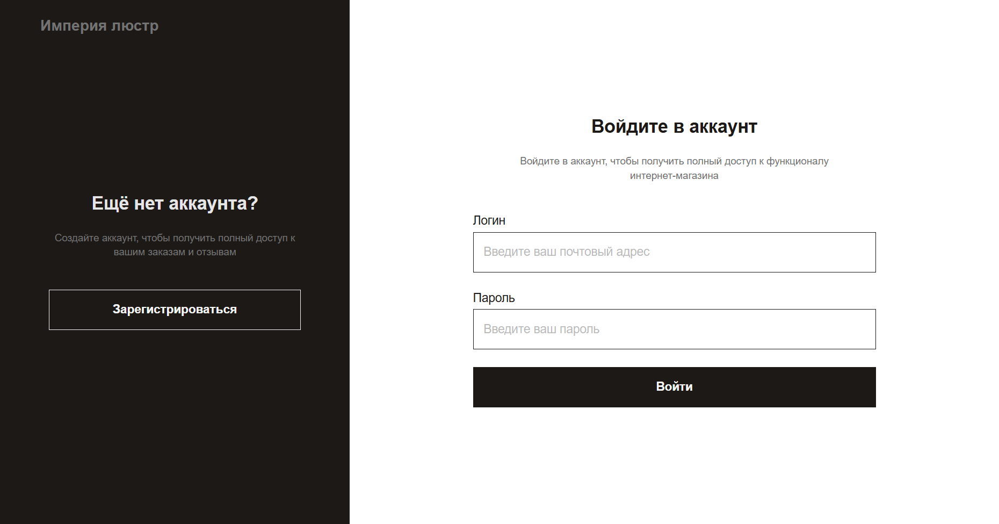 Империя люстр
Ещё нет аккаунта?
Создайте аккаунт, чтобы получить полный доступ к
вашим заказам и отзывам
Зарегистрироваться
Войдите в аккаунт
Войдите в аккаунт, чтобы получить полный доступ к функционалу
интернет-магазина
Логин
Введите ваш почтовый адрес
Пароль
Введите ваш пароль
Войти